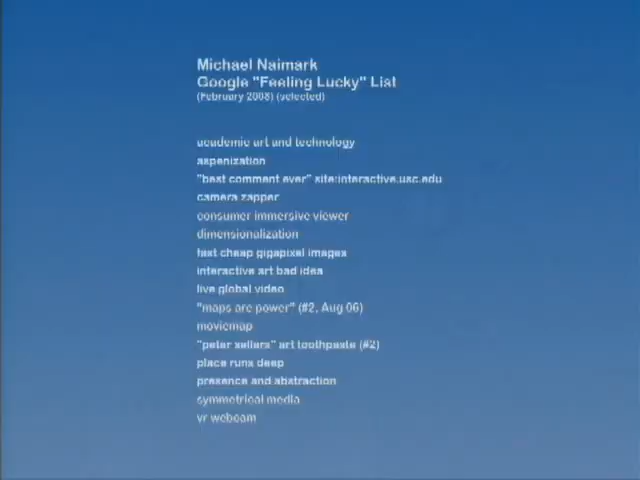 Michael Naimark
Google "Feeling Lucky" List
(February 2008) (selected)
academic art and technology
aspenization
"best comment ever" site:interactive.usc.edu
camera zapper
consumer immersive viewer
dimensionalization
fast cheap gigapixel images
interactive art bad idea
live global video
"maps are power" (#2, Aug 06)
moviemap
"peter sellars" art toothpaste (#2)
place runs deep
presence and abstraction
symmetrical media
vr webcam